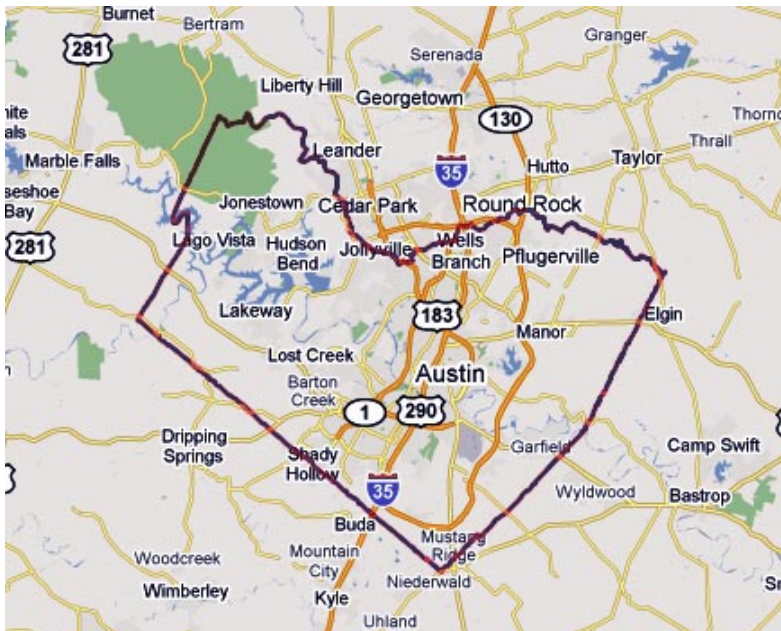 Burnet
Bertram
Granger
281
Serenada
Liberty Hill
Georgetown
130
Thrall
Marble Falls
Leander
35
Hutto
Taylor
Bay
Jonestown
Cedar Park
Round Rock
281
Lago Vista
Hudson
Bend
Jollyville
Wells
Branch
Pflugerville
Lakeway
183
Elgin
Manor
Lost Creek
Austin
Barton
Creek
1
290
Dripping
Springs
Shady
Hollow
Garfield
Camp Swift
35
Wyldwood
Bastrop
Buda
Mustang
Ridge
Woodcreek
Mountain
City
Niederwald
Wimberley
Kyle
Uhland